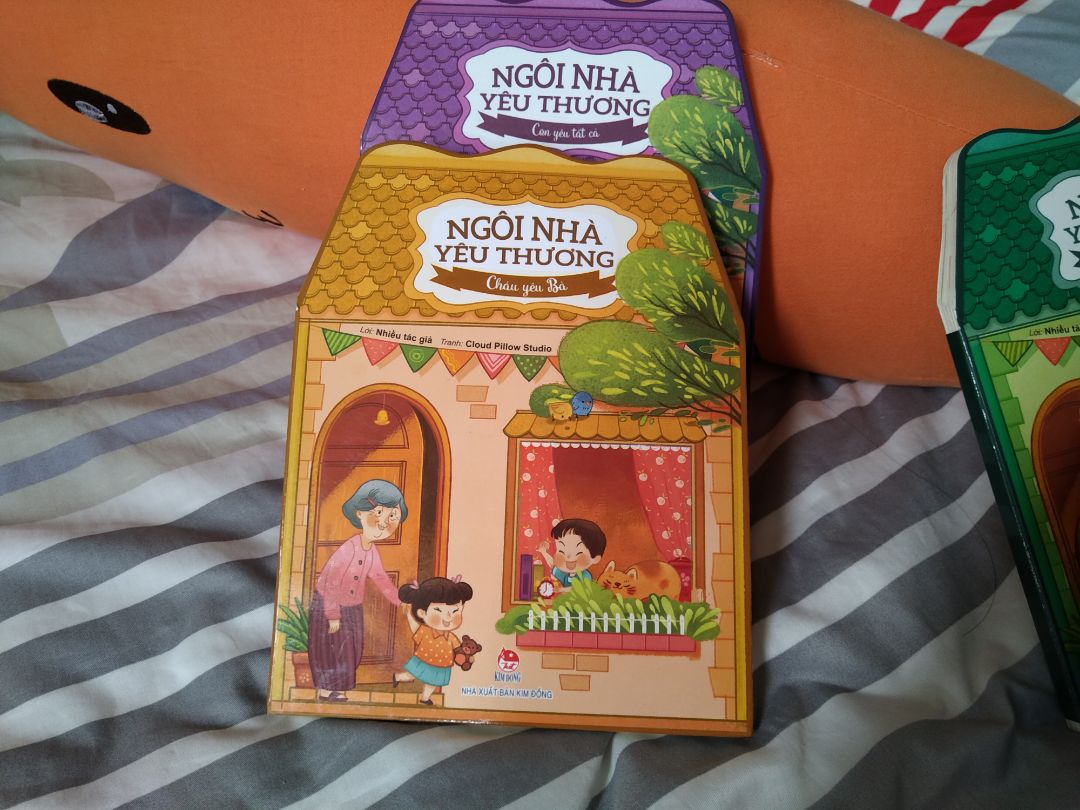 NGÔI NHÀ
YÊU THƯƠNG
Con yêu tất cả
NGÔI NHÀ
YÊU THƯƠNG
Cháu yêu Bà
Lời: Nhiều tác giả Tranh: Cloud Pillow Studio
KIM ĐỒNG
NHÀ XUẤT BẢN KIM ĐỒNG
Lời: Nhiều